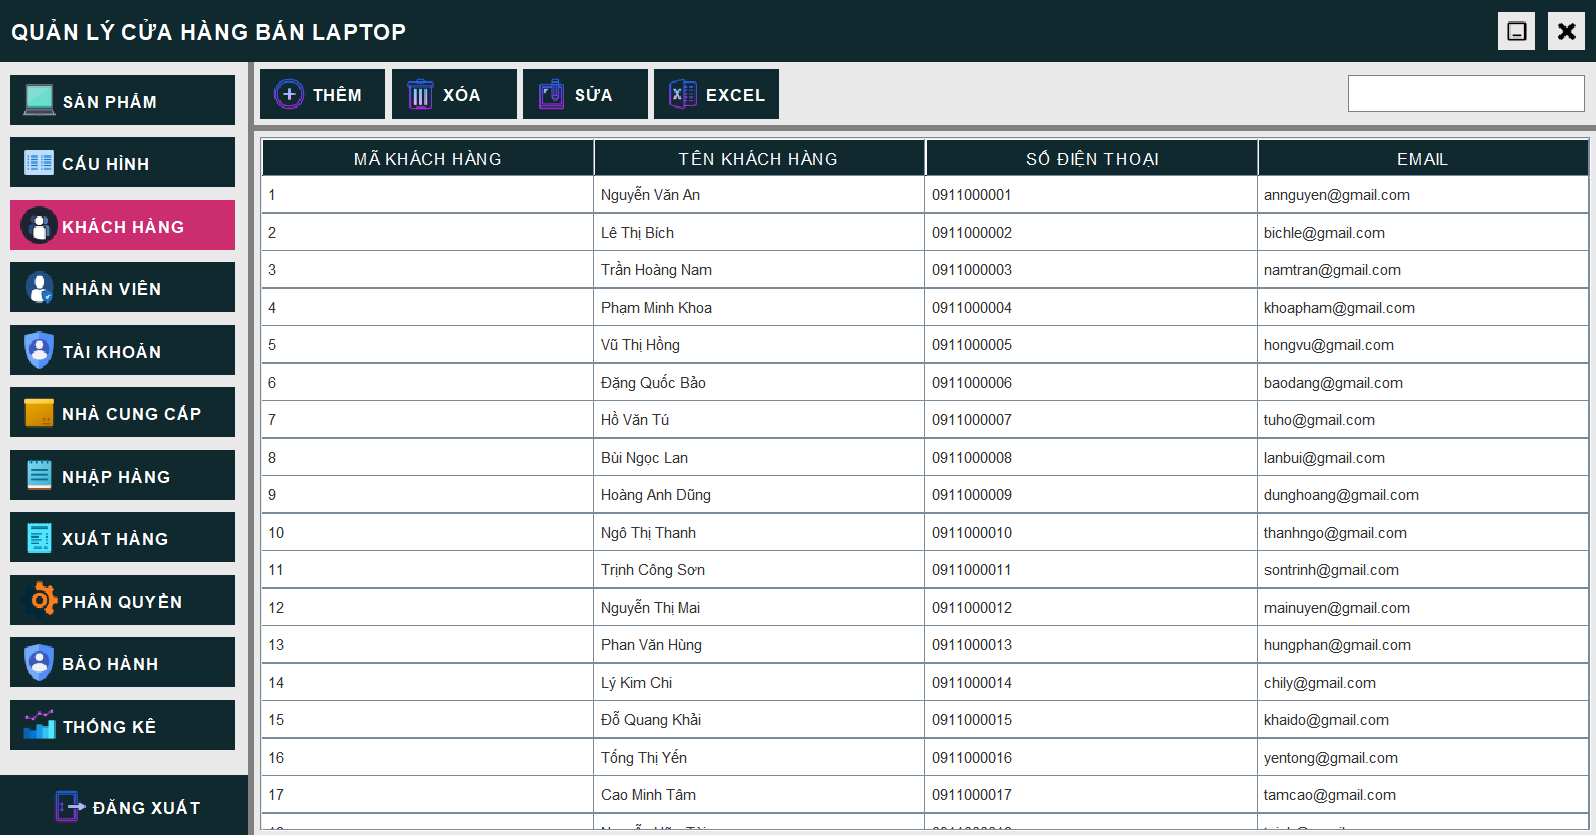 QUẢN LÝ CỬA HÀNG BÁN LAPTOP
SẢN PHẨM
CẤU HÌNH
KHÁCH HÀNG
NHÂN VIÊN
TÀI KHOẢN
NHÀ CUNG CẤP
NHẬP HÀNG
XUẤT HÀNG
PHÂN QUYỀN
BẢO HÀNH
THỐNG KÊ
ĐĂNG XUẤT
THÊM XÓA SỬA EXCEL
MÃ KHÁCH HÀNG TÊN KHÁCH HÀNG SỐ ĐIỆN THOẠI EMAIL
1 Nguyễn Văn An 0911000001 annguyen@gmail.com
2 Lê Thị Bích 0911000002 bichle@gmail.com
3 Trần Hoàng Nam 0911000003 namtran@gmail.com
4 Phạm Minh Khoa 0911000004 khoapham@gmail.com
5 Vũ Thị Hồng 0911000005 hongvu@gmail.com
6 Đặng Quốc Bảo 0911000006 baodang@gmail.com
7 Hồ Văn Tú 0911000007 tuho@gmail.com
8 Bùi Ngọc Lan 0911000008 lanbui@gmail.com
9 Hoàng Anh Dũng 0911000009 dunghoang@gmail.com
10 Ngô Thị Thanh 0911000010 thanhngo@gmail.com
11 Trịnh Công Sơn 0911000011 sontrinh@gmail.com
12 Nguyễn Thị Mai 0911000012 mainuyen@gmail.com
13 Phan Văn Hùng 0911000013 hungphan@gmail.com
14 Lý Kim Chi 0911000014 chily@gmail.com
15 Đỗ Quang Khải 0911000015 khaido@gmail.com
16 Tống Thị Yến 0911000016 yentong@gmail.com
17 Cao Minh Tâm 0911000017 tamcao@gmail.com